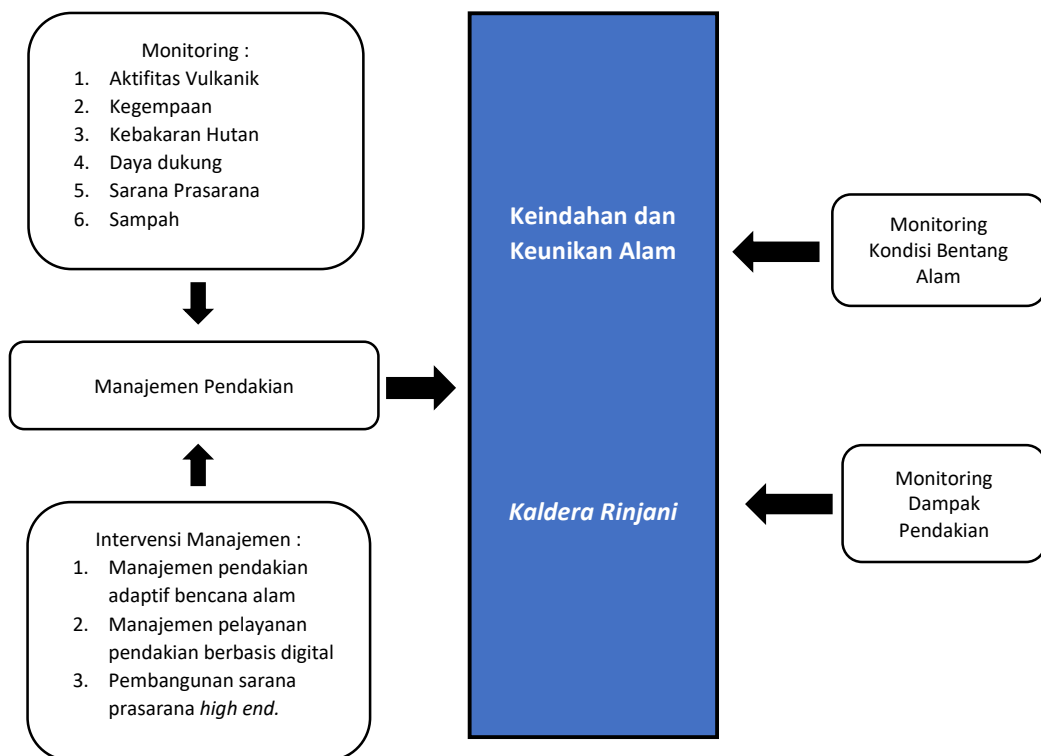 Monitoring :
1. Aktifitas Vulkanik
2. Kegempaan
3. Kebakaran Hutan
4. Daya dukung
5. Sarana Prasarana
6. Sampah
Manajemen Pendakian
Intervensi Manajemen :
1. Manajemen pendakian
adaptif bencana alam
2. Manajemen pelayanan
pendakian berbasis digital
3. Pembangunan sarana
prasarana high end.
Keindahan dan
Keunikan Alam
Kaldera Rinjani
Monitoring
Kondisi Bentang
Alam
Monitoring
Dampak
Pendakian